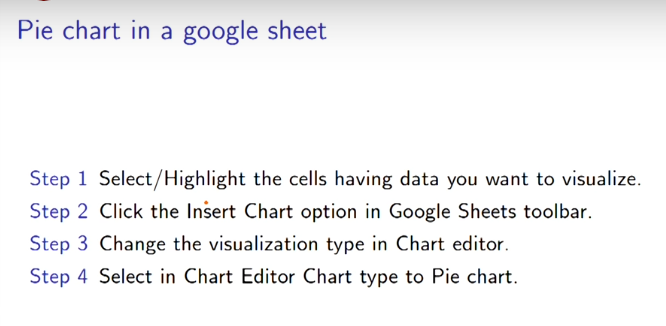 Pie chart in a google sheet
Step 1 Select/Highlight the cells having data you want to visualize.
Step 2 Click the Insert Chart option in Google Sheets toolbar.
Step 3 Change the visualization type in Chart editor.
Step 4 Select in Chart Editor Chart type to Pie chart.